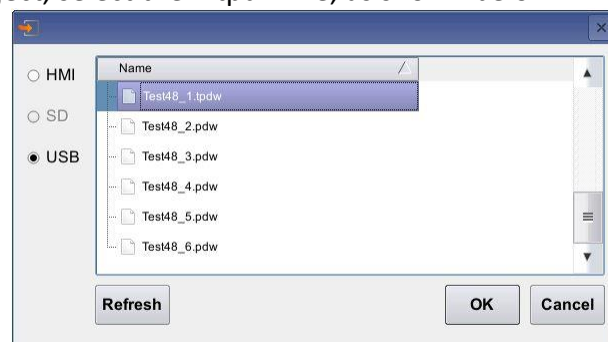 HMI
SD
USB
Name
Test48_1.tpdw
Test48_2.pdw
Test48_3.pdw
Test48_4.pdw
Test48_5.pdw
Test48_6.pdw
Refresh
OK
Cancel